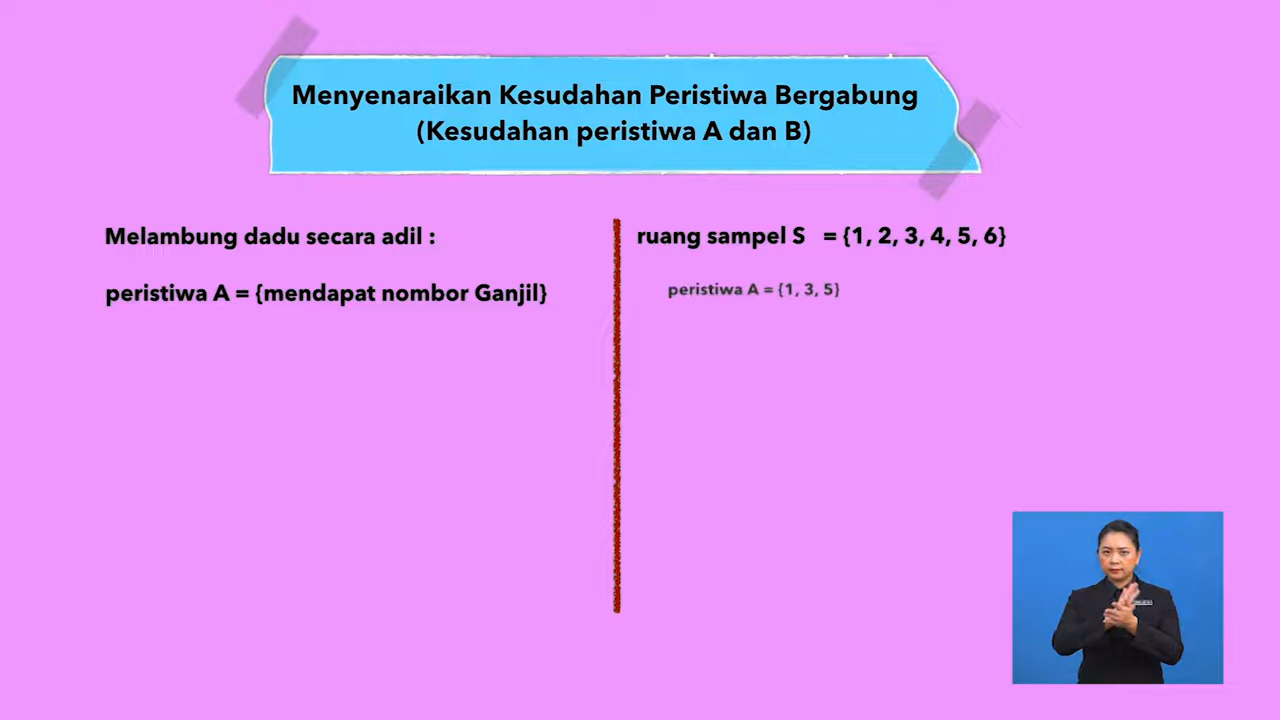 Menyenaraikan Kesudahan Peristiwa Bergabung
(Kesudahan peristiwa A dan B)
Melambung dadu secara adil :
peristiwa A = {mendapat nombor Ganjil}
ruang sampel S = {1, 2, 3, 4, 5, 6}
peristiwa A = {1, 3, 5}